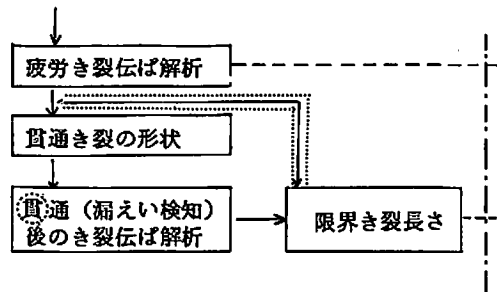 疲労き裂伝ぱ解析
貫通き裂の形状
貫通（漏えい検知）
後のき裂伝ぱ解析
限界き裂長さ